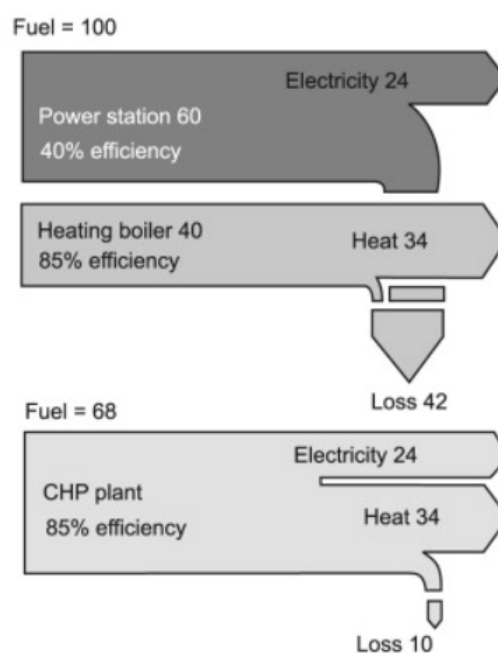 Fuel = 100
Electricity 24
Power station 60
40% efficiency
Heating boiler 40
85% efficiency
Heat 34
Loss 42
Fuel = 68
Electricity 24
CHP plant
85% efficiency
Heat 34
Loss 10